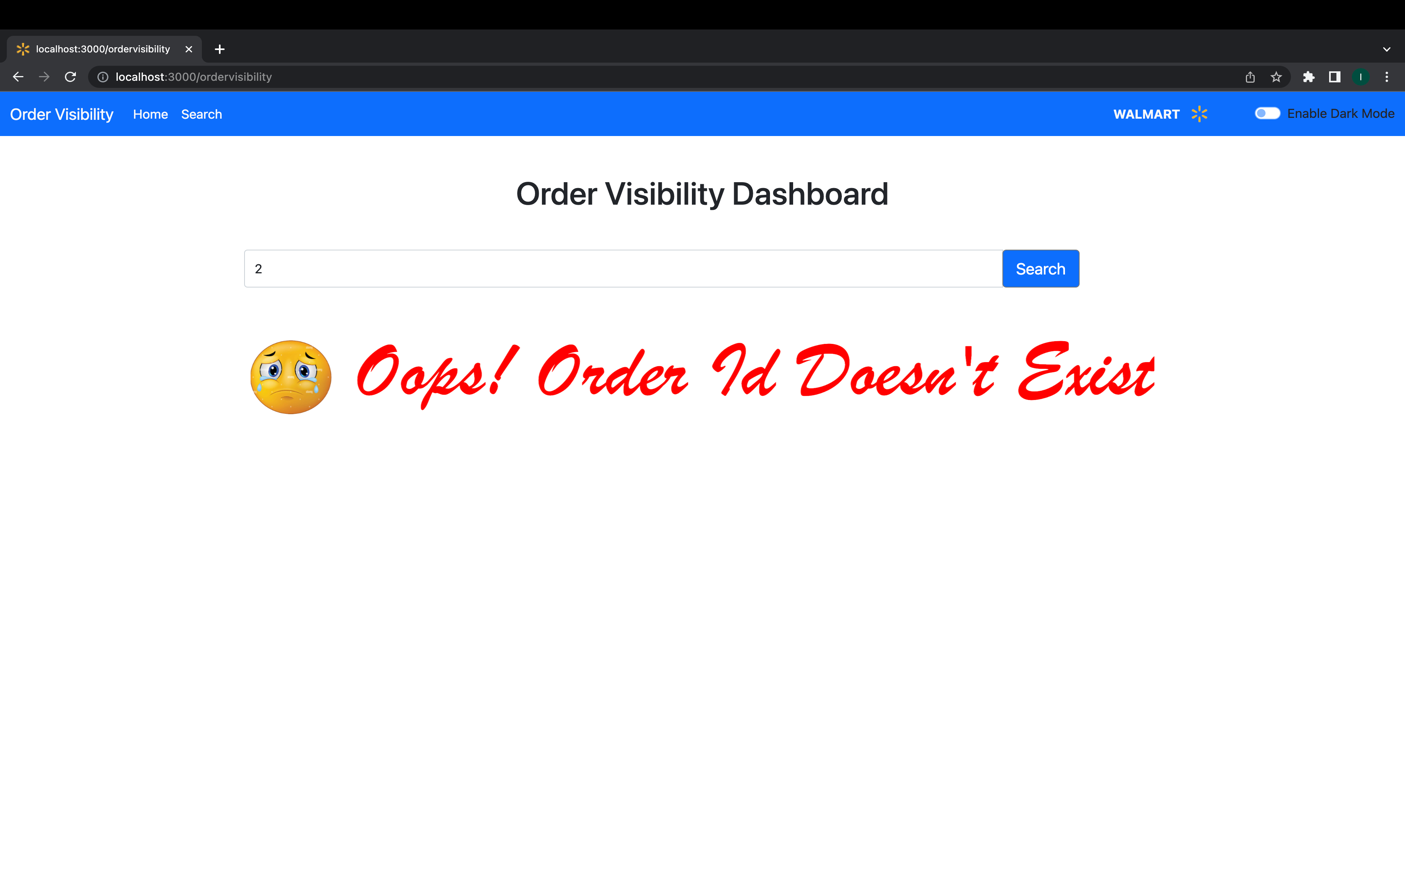 localhost:3000/ordervisibility
localhost:3000/ordervisibility
I
Order Visibility Home Search WALMART Enable Dark Mode
Order Visibility Dashboard
2 Search
Oops! Order Id Doesn't Exist